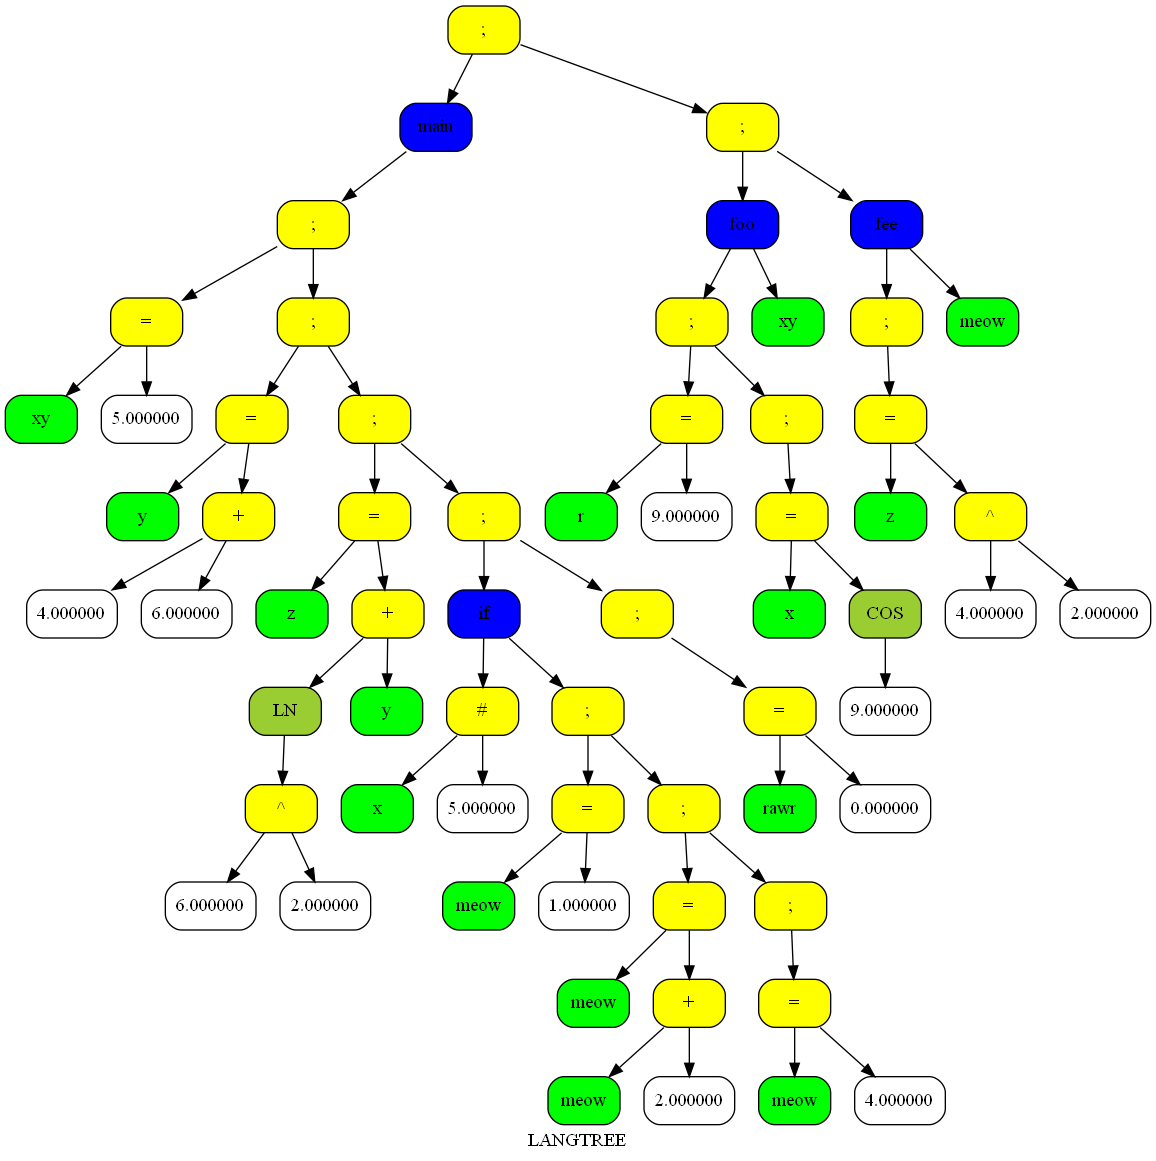 ;
main ;
; foo fee
= ; ; xy ; meow
xy 5.000000 = ; = ; =
y + = ; r 9.000000 = z ^
4.000000 6.000000 z + if ; x COS 4.000000 2.000000
LN y # ; = 9.000000
^ x 5.000000 = ; rawr 0.000000
6.000000 2.000000 meow 1.000000 = ;
meow + =
meow 2.000000 meow 4.000000
LANGTREE